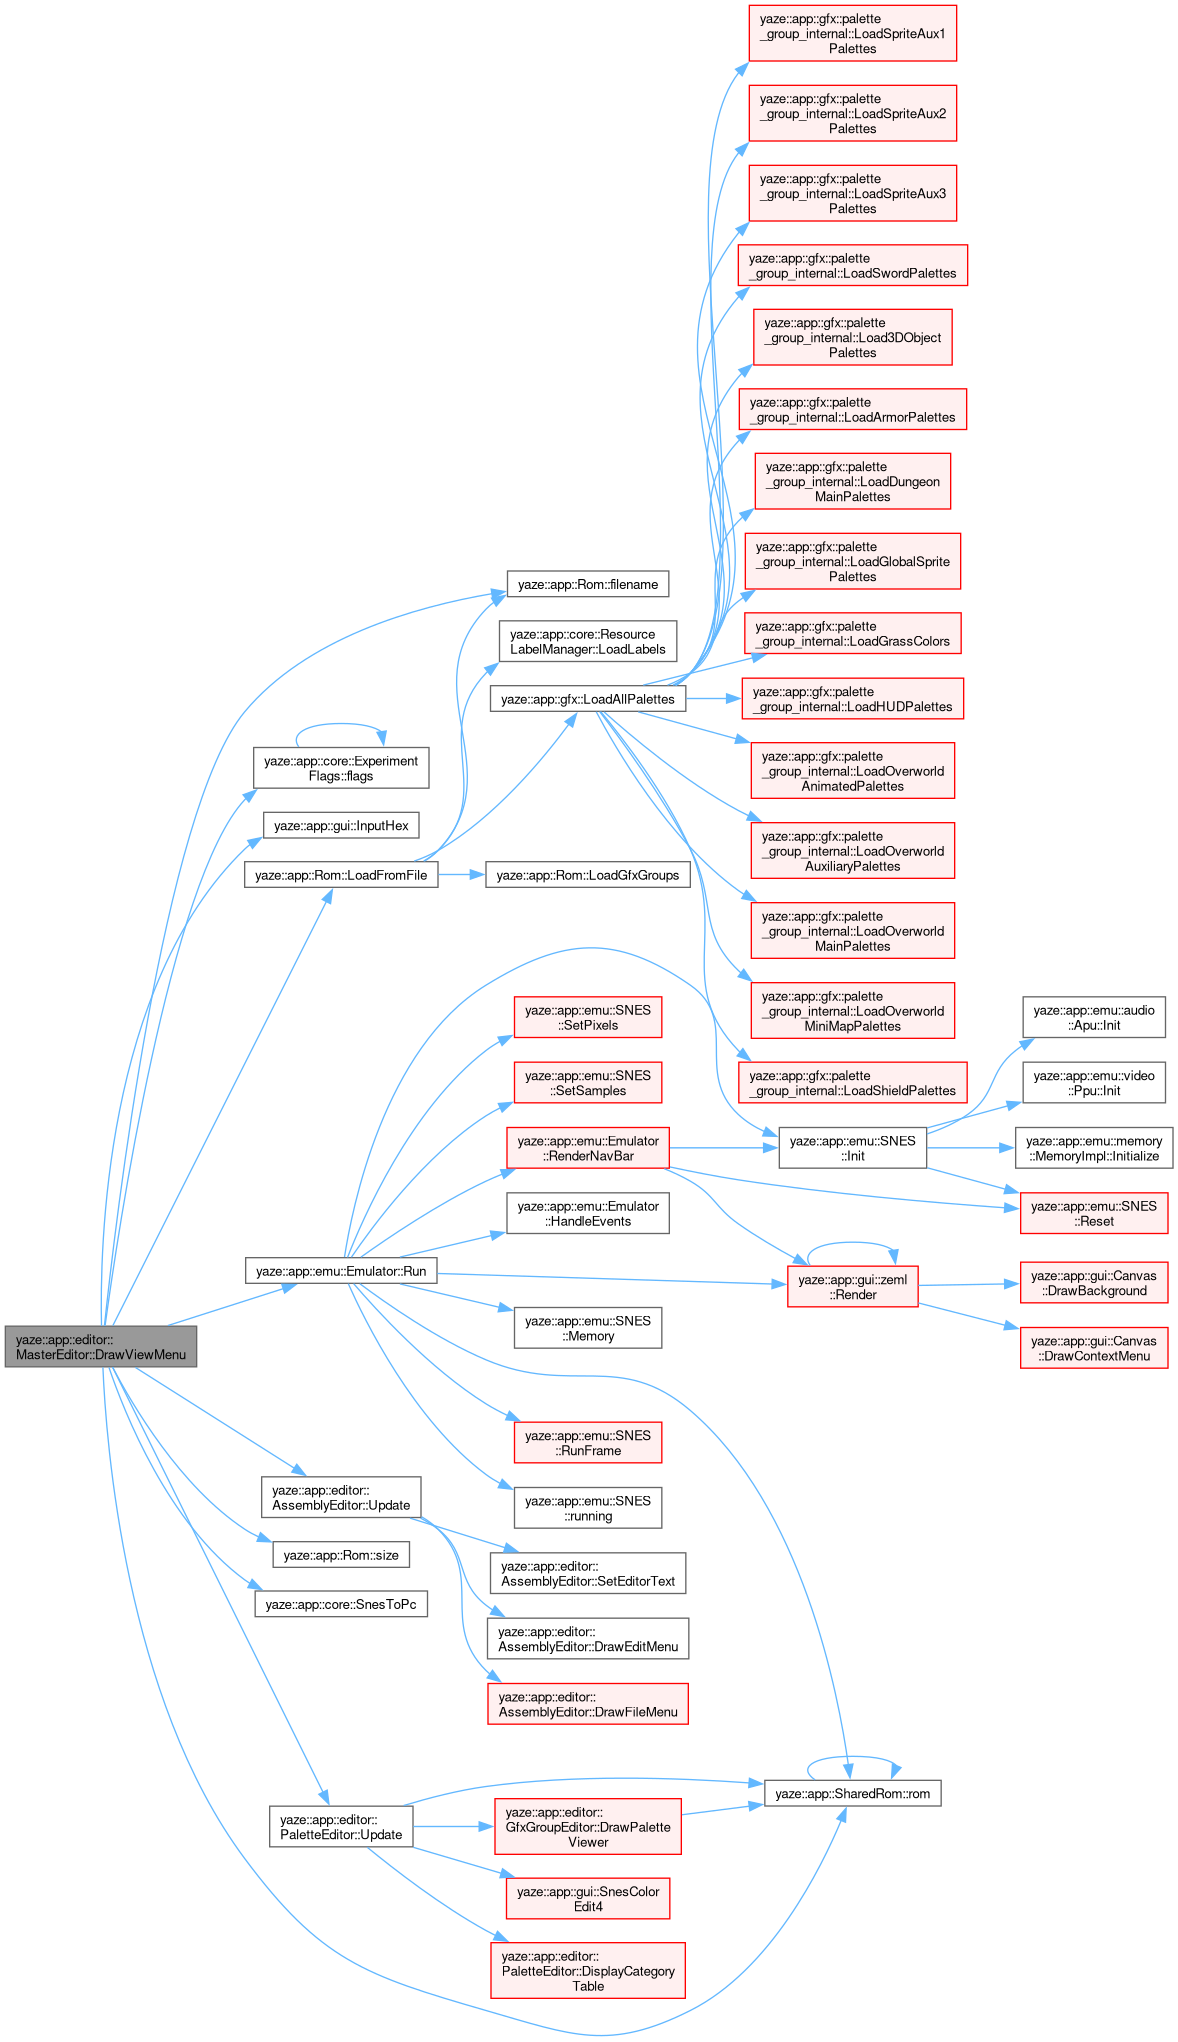 yaze::app::editor::
MasterEditor::DrawViewMenu
yaze::app::Rom::filename
yaze::app::core::Experiment
Flags::flags
yaze::app::gui::InputHex
yaze::app::Rom::LoadFromFile
yaze::app::core::Resource
LabelManager::LoadLabels
yaze::app::gfx::LoadAllPalettes
yaze::app::Rom::LoadGfxGroups
yaze::app::gfx::palette
_group_internal::LoadSpriteAux1
Palettes
yaze::app::gfx::palette
_group_internal::LoadSpriteAux2
Palettes
yaze::app::gfx::palette
_group_internal::LoadSpriteAux3
Palettes
yaze::app::gfx::palette
_group_internal::LoadSwordPalettes
yaze::app::gfx::palette
_group_internal::Load3DObject
Palettes
yaze::app::gfx::palette
_group_internal::LoadArmorPalettes
yaze::app::gfx::palette
_group_internal::LoadDungeon
MainPalettes
yaze::app::gfx::palette
_group_internal::LoadGlobalSprite
Palettes
yaze::app::gfx::palette
_group_internal::LoadGrassColors
yaze::app::gfx::palette
_group_internal::LoadHUDPalettes
yaze::app::gfx::palette
_group_internal::LoadOverworld
AnimatedPalettes
yaze::app::gfx::palette
_group_internal::LoadOverworld
AuxiliaryPalettes
yaze::app::gfx::palette
_group_internal::LoadOverworld
MainPalettes
yaze::app::gfx::palette
_group_internal::LoadOverworld
MiniMapPalettes
yaze::app::gfx::palette
_group_internal::LoadShieldPalettes
yaze::app::emu::Emulator::Run
yaze::app::emu::SNES
::SetPixels
yaze::app::emu::SNES
::SetSamples
yaze::app::emu::Emulator
::RenderNavBar
yaze::app::emu::Emulator
::HandleEvents
yaze::app::emu::SNES
::Memory
yaze::app::emu::SNES
::RunFrame
yaze::app::emu::SNES
::running
yaze::app::emu::SNES
::Init
yaze::app::gui::zeml
::Render
yaze::app::emu::audio
::Apu::Init
yaze::app::emu::video
::Ppu::Init
yaze::app::emu::memory
::MemoryImpl::Initialize
yaze::app::emu::SNES
::Reset
yaze::app::gui::Canvas
::DrawBackground
yaze::app::gui::Canvas
::DrawContextMenu
yaze::app::editor::
AssemblyEditor::Update
yaze::app::Rom::size
yaze::app::core::SnesToPc
yaze::app::editor::
AssemblyEditor::SetEditorText
yaze::app::editor::
AssemblyEditor::DrawEditMenu
yaze::app::editor::
AssemblyEditor::DrawFileMenu
yaze::app::editor::
PaletteEditor::Update
yaze::app::SharedRom::rom
yaze::app::editor::
GfxGroupEditor::DrawPalette
Viewer
yaze::app::gui::SnesColor
Edit4
yaze::app::editor::
PaletteEditor::DisplayCategory
Table